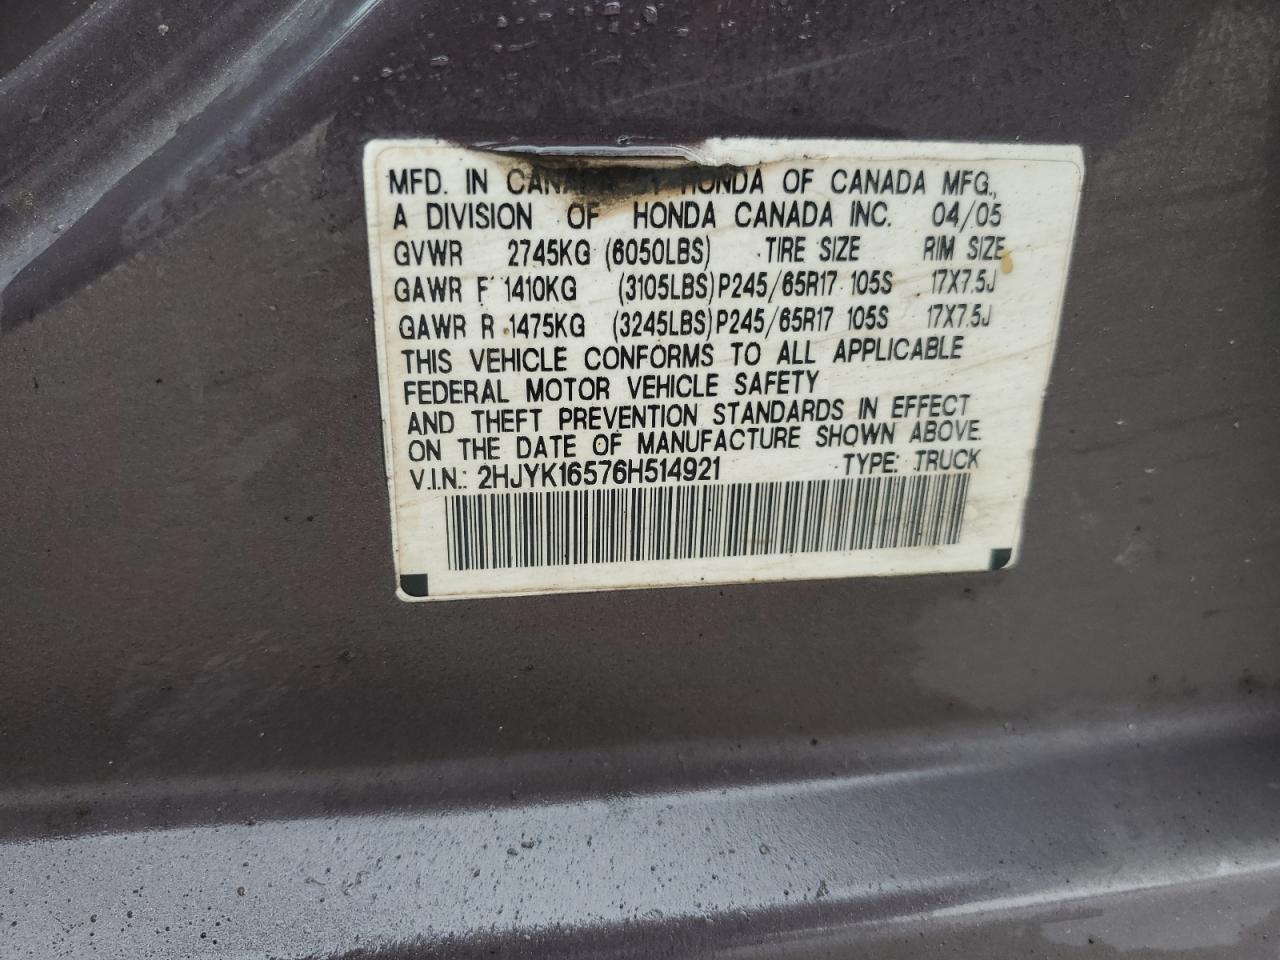 MFD. IN CANADA BY HONDA OF CANADA MFG.,
A DIVISION OF HONDA CANADA INC. 04/05
GVWR 2745KG (6050LBS) TIRE SIZE RIM SIZE
GAWR F 1410KG (3105LBS) P245/65R17 105S 17X7.5J
GAWR R 1475KG (3245LBS) P245/65R17 105S 17X7.5J
THIS VEHICLE CONFORMS TO ALL APPLICABLE
FEDERAL MOTOR VEHICLE SAFETY
AND THEFT PREVENTION STANDARDS IN EFFECT
ON THE DATE OF MANUFACTURE SHOWN ABOVE.
V.I.N.: 2HJYK16576H514921 TYPE: TRUCK